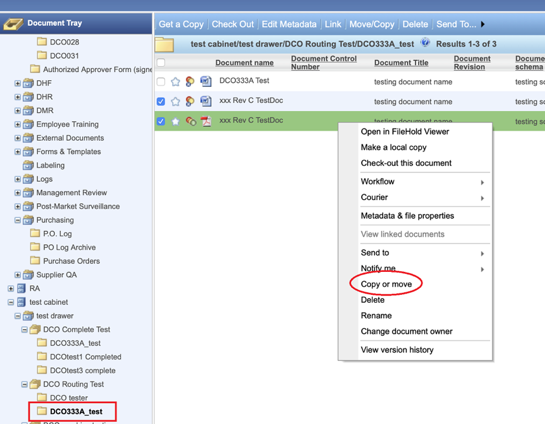 Document Tray
DCO028
DCO031
Authorized Approver Form (signe
DHF
DHR
DMR
Employee Training
External Documents
Forms & Templates
Labeling
Logs
Management Review
Post-Market Surveillance
Purchasing
P.O. Log
PO Log Archive
Purchase Orders
Supplier QA
RA
test cabinet
test drawer
DCO Complete Test
DCO333A_test
DCOtest1 Completed
DCOtest3 complete
DCO Routing Test
DCO tester
DCO333A_test
Get a Copy Check Out Edit Metadata Link Move/Copy Delete Send To...
test cabinet/test drawer/DCO Routing Test/DCO333A_test Results 1-3 of 3
Document name Document Control Number Document Title Document Revision Docume schema
DCO333A Test testing document name testing sc
xxx Rev C TestDoc testing document name testing sc
xxx Rev C TestDoc testing document name
Open in FileHold Viewer
Make a local copy
Check-out this document
Workflow
Courier
Metadata & file properties
View linked documents
Send to
Notify me
Copy or move
Delete
Rename
Change document owner
View version history